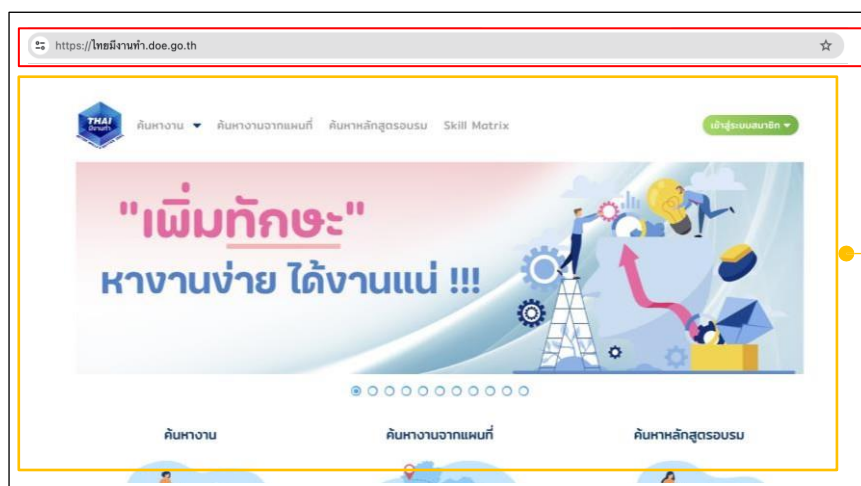 https://ไทยมีงานทำ.doe.go.th
THAI
มีงานทำ
ค้นหางาน ค้นหางานจากแผนที่ ค้นหาหลักสูตรอบรม Skill Matrix เข้าสู่ระบบสมาชิก
"เพิ่มทักษะ"
หางานง่าย ได้งานแน่ !!!
ค้นหางาน ค้นหางานจากแผนที่ ค้นหาหลักสูตรอบรม